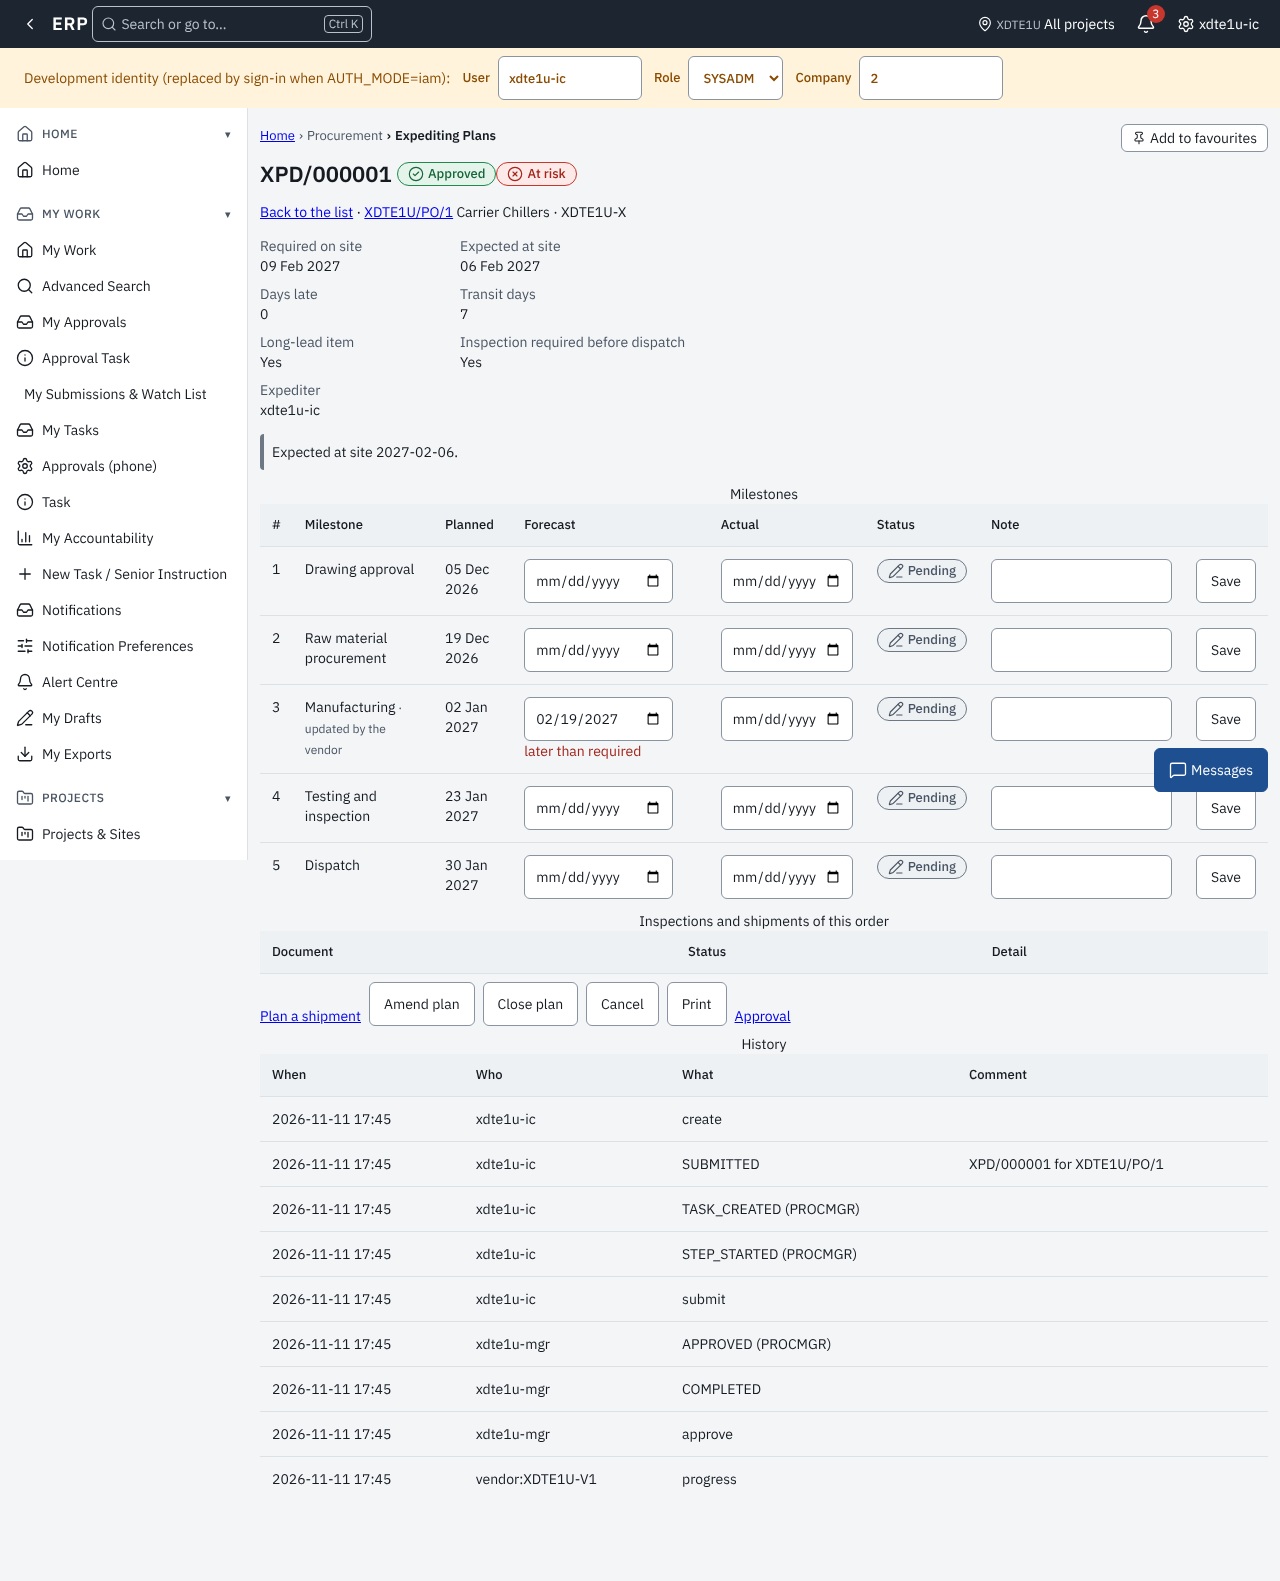 ERP
Search or go to...
Ctrl K
XDTE1U All projects
3
xdte1u-ic
Development identity (replaced by sign-in when AUTH_MODE=iam):
User
xdte1u-ic
Role
SYSADM
Company
2
HOME
Home
MY WORK
My Work
Advanced Search
My Approvals
Approval Task
My Submissions & Watch List
My Tasks
Approvals (phone)
Task
My Accountability
New Task / Senior Instruction
Notifications
Notification Preferences
Alert Centre
My Drafts
My Exports
PROJECTS
Projects & Sites
Home › Procurement › Expediting Plans
Add to favourites
XPD/000001
Approved
At risk
Back to the list · XDTE1U/PO/1 Carrier Chillers · XDTE1U-X
Required on site
09 Feb 2027
Expected at site
06 Feb 2027
Days late
0
Transit days
7
Long-lead item
Yes
Inspection required before dispatch
Yes
Expediter
xdte1u-ic
Expected at site 2027-02-06.
Milestones
# Milestone Planned Forecast Actual Status Note
1 Drawing approval 05 Dec 2026 mm/dd/yyyy mm/dd/yyyy Pending Save
2 Raw material procurement 19 Dec 2026 mm/dd/yyyy mm/dd/yyyy Pending Save
3 Manufacturing · updated by the vendor 02 Jan 2027 02/19/2027 later than required mm/dd/yyyy Pending Save
Messages
4 Testing and inspection 23 Jan 2027 mm/dd/yyyy mm/dd/yyyy Pending Save
5 Dispatch 30 Jan 2027 mm/dd/yyyy mm/dd/yyyy Pending Save
Inspections and shipments of this order
Document Status Detail
Plan a shipment
Amend plan
Close plan
Cancel
Print
Approval
History
When Who What Comment
2026-11-11 17:45 xdte1u-ic create
2026-11-11 17:45 xdte1u-ic SUBMITTED XPD/000001 for XDTE1U/PO/1
2026-11-11 17:45 xdte1u-ic TASK_CREATED (PROCMGR)
2026-11-11 17:45 xdte1u-ic STEP_STARTED (PROCMGR)
2026-11-11 17:45 xdte1u-ic submit
2026-11-11 17:45 xdte1u-mgr APPROVED (PROCMGR)
2026-11-11 17:45 xdte1u-mgr COMPLETED
2026-11-11 17:45 xdte1u-mgr approve
2026-11-11 17:45 vendor:XDTE1U-V1 progress